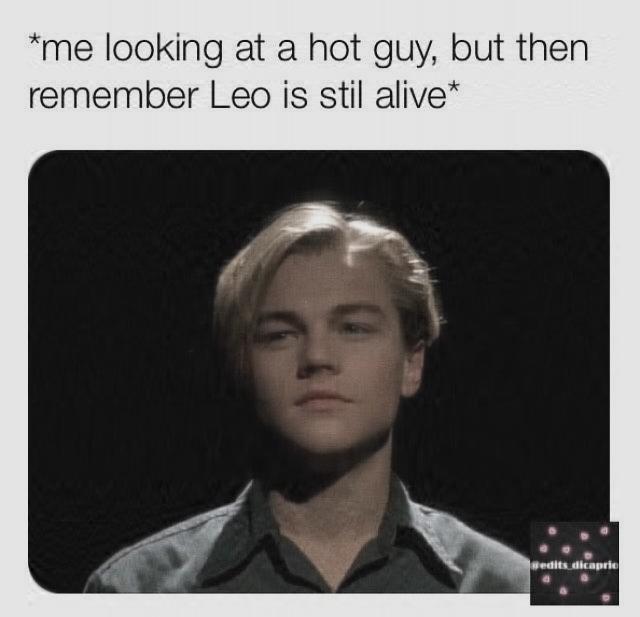 *me looking at a hot guy, but then
remember Leo is stil alive*
@edits_dicaprio